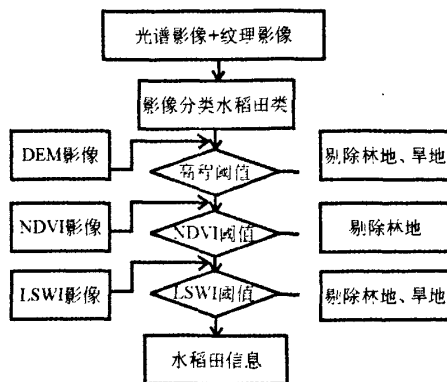 光谱影像+纹理影像
影像分类水稻田类
DEM影像
高程阈值
剔除林地、旱地
NDVI影像
NDVI阈值
剔除林地
LSWI影像
LSWI阈值
剔除林地、旱地
水稻田信息